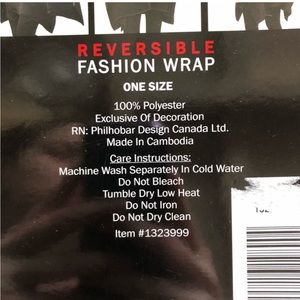 REVERSIBLE
FASHION WRAP
ONE SIZE
100% Polyester
Exclusive Of Decoration
RN: Philhobar Design Canada Ltd.
Made In Cambodia
Care Instructions:
Machine Wash Separately In Cold Water
Do Not Bleach
Tumble Dry Low Heat
Do Not Iron
Do Not Dry Clean
Item #1323999